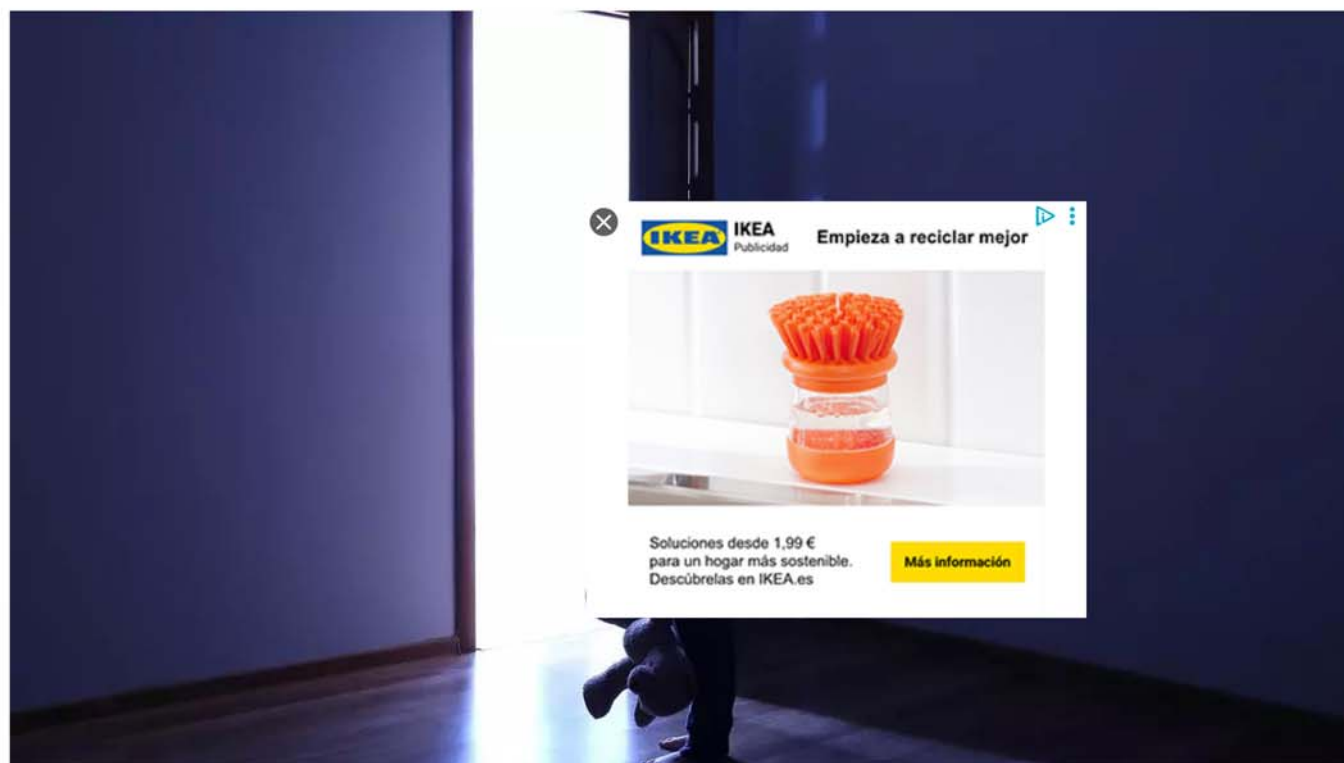 IKEA
IKEA
Publicidad
Empieza a reciclar mejor
Soluciones desde 1,99 €
para un hogar más sostenible.
Descúbrelas en IKEA.es
Más información